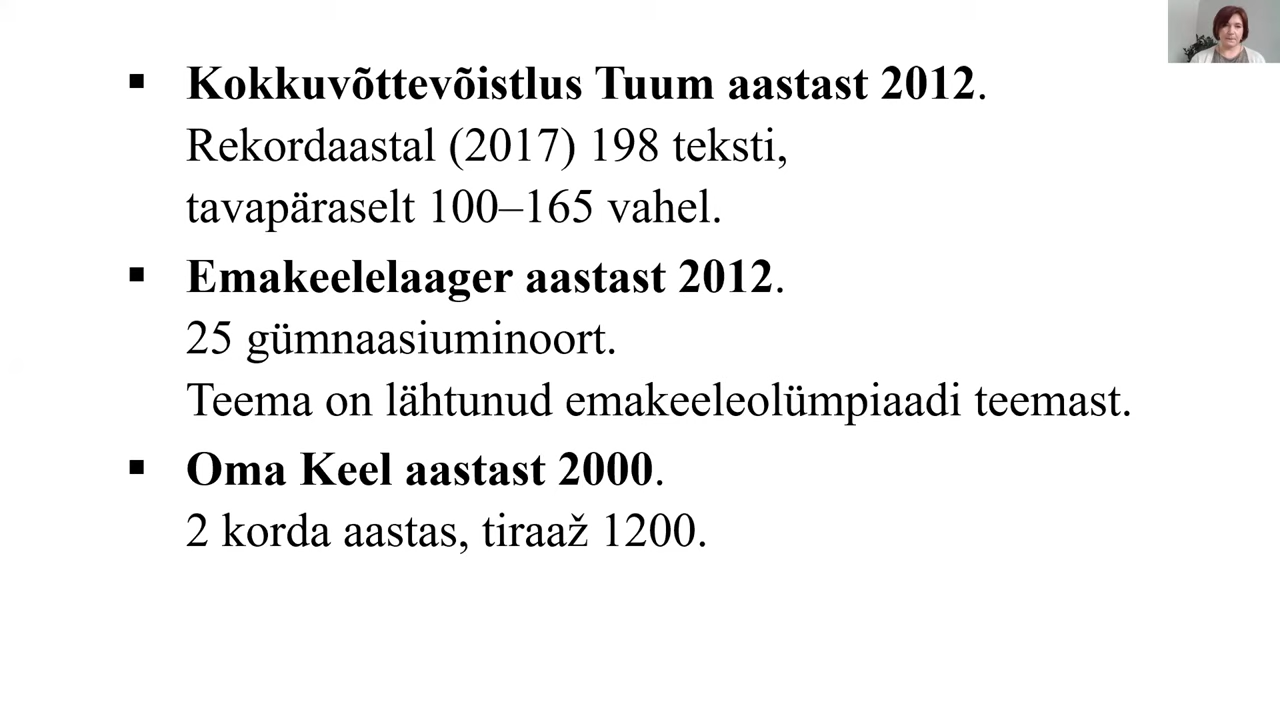 ▪ Kokkuvõttevõistlus Tuum aastast 2012.
Rekordaastal (2017) 198 teksti,
tavapäraselt 100–165 vahel.
▪ Emakeelelaager aastast 2012.
25 gümnaasiuminoort.
Teema on lähtunud emakeeleolümpiaadi teemast.
▪ Oma Keel aastast 2000.
2 korda aastas, tiraaž 1200.